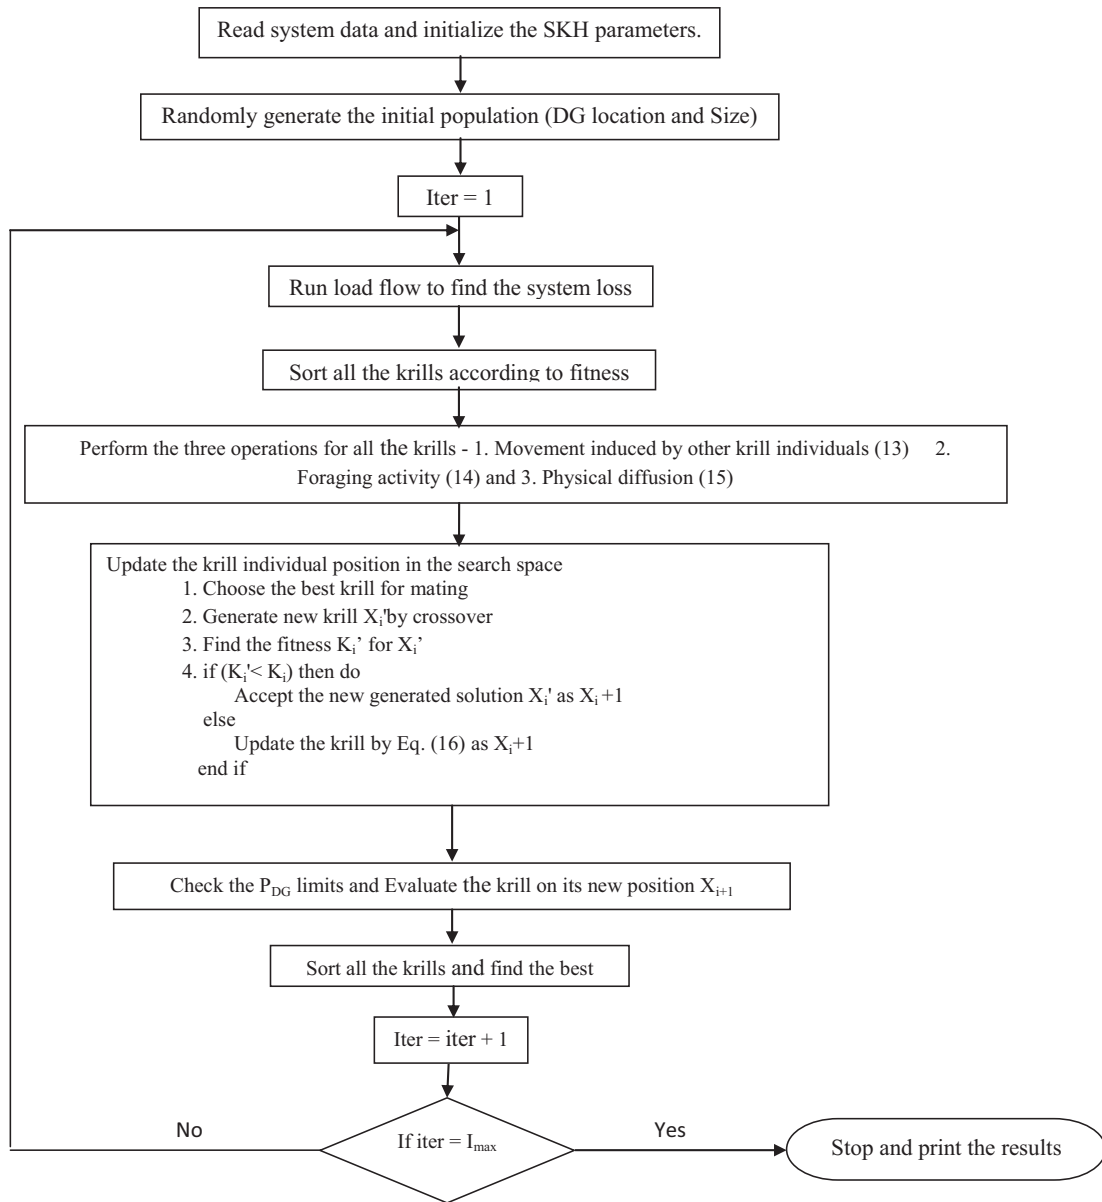 Read system data and initialize the SKH parameters.
Randomly generate the initial population (DG location and Size)
Iter = 1
Run load flow to find the system loss
Sort all the krills according to fitness
Perform the three operations for all the krills - 1. Movement induced by other krill individuals (13) 2.
Foraging activity (14) and 3. Physical diffusion (15)
Update the krill individual position in the search space
1. Choose the best krill for mating
2. Generate new krill Xi'by crossover
3. Find the fitness Ki’ for Xi’
4. if (Ki'< Ki) then do
Accept the new generated solution Xi' as Xi +1
else
Update the krill by Eq. (16) as Xi+1
end if
Check the PDG limits and Evaluate the krill on its new position Xi+1
Sort all the krills and find the best
Iter = iter + 1
If iter = Imax
No
Yes
Stop and print the results